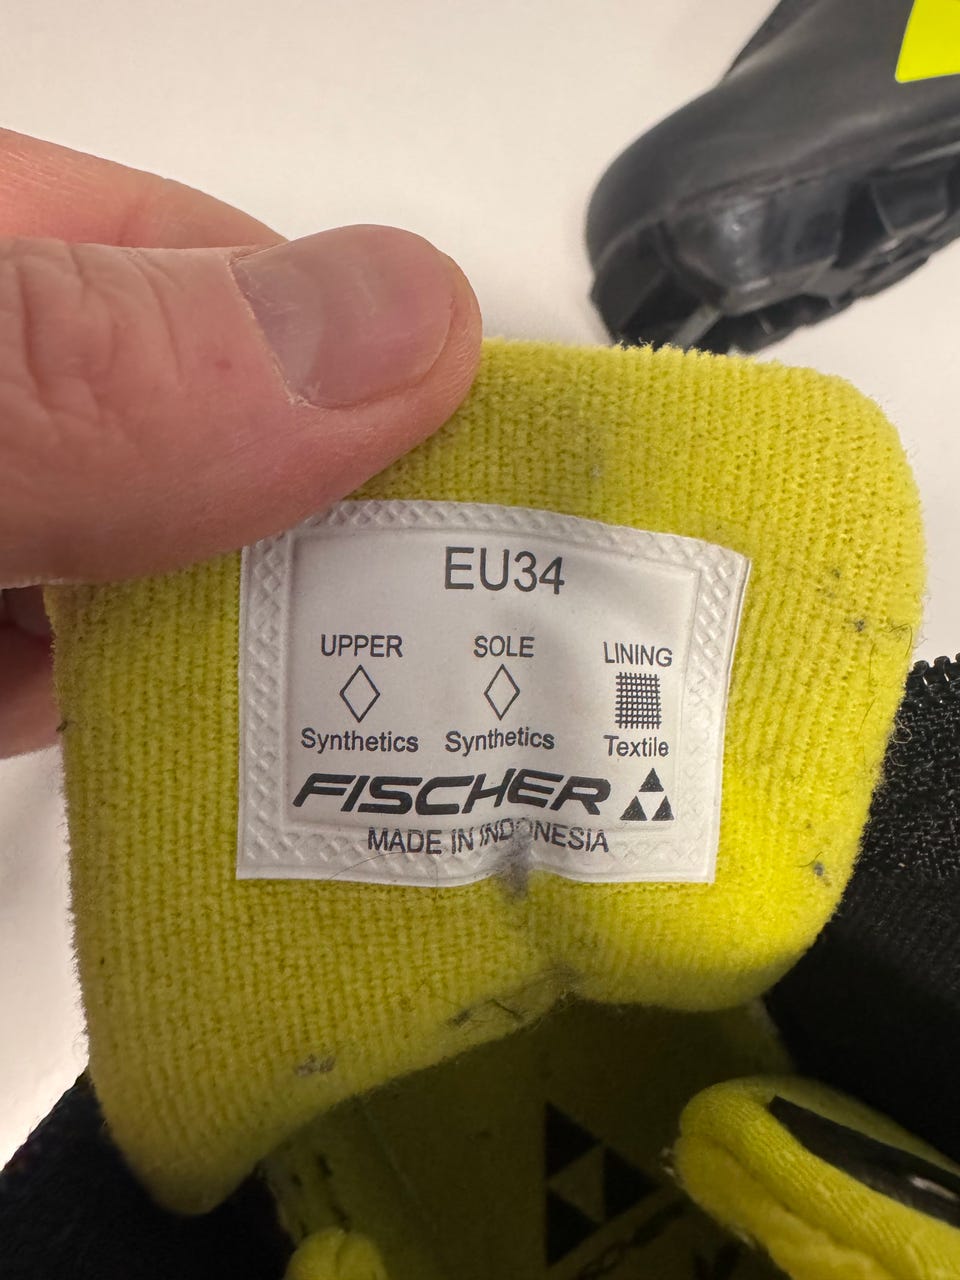 EU34
UPPER SOLE LINING
Synthetics Synthetics Textile
FISCHER
MADE IN INDONESIA